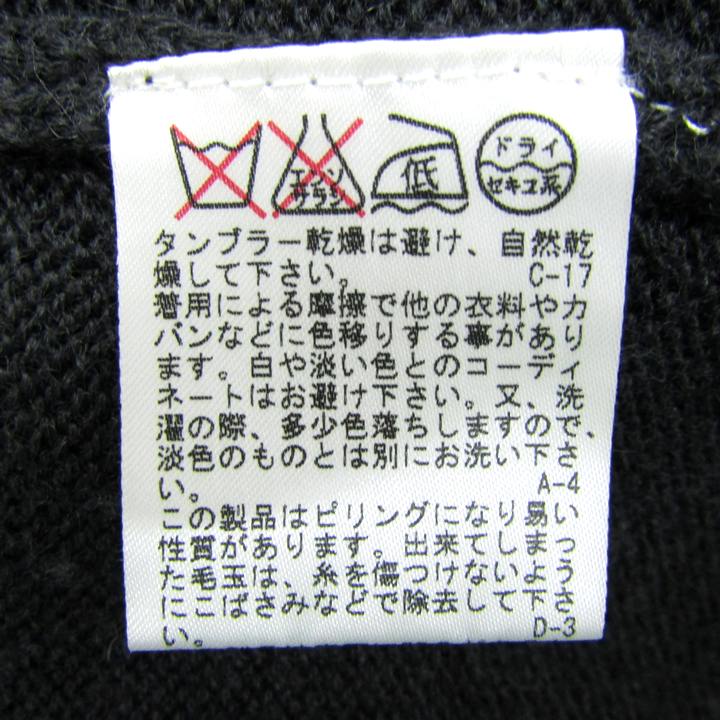 エンソ
サラシ
低
ドライ
セキユ系
タンブラー乾燥は避け、自然乾
燥して下さい。 C-17
着用による摩擦で他の衣料やカ
バンなどに色移りする事があり
ます。白や淡い色とのコーディ
ネートはお避け下さい。又、洗
濯の際、多少色落ちしますので、
淡色のものとは別にお洗い下さ
い。 A-4
この製品はピリングになり易い
性質があります。出来てしまっ
た毛玉は、糸を傷つけないよう
にこばさみなどで除去して下さ
い。 D-3